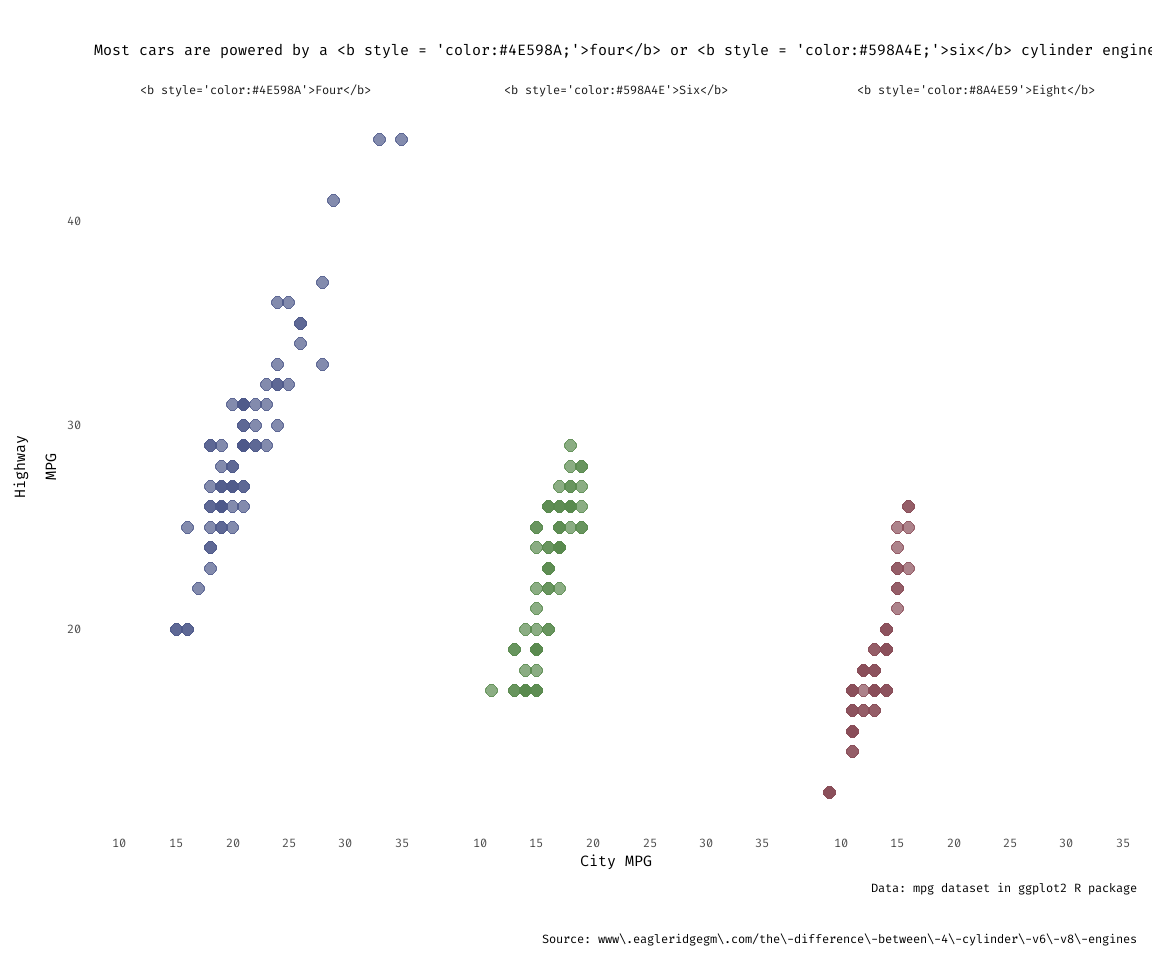 Most cars are powered by a <b style = 'color:#4E598A;'>four</b> or <b style = 'color:#598A4E;'>six</b> cylinder engine
<b style='color:#4E598A'>Four</b> <b style='color:#598A4E'>Six</b> <b style='color:#8A4E59'>Eight</b>
40
30
20
Highway
MPG
10 15 20 25 30 35 10 15 20 25 30 35 10 15 20 25 30 35
City MPG
Data: mpg dataset in ggplot2 R package
Source: www\.eagleridgegm\.com/the\-difference\-between\-4\-cylinder\-v6\-v8\-engines